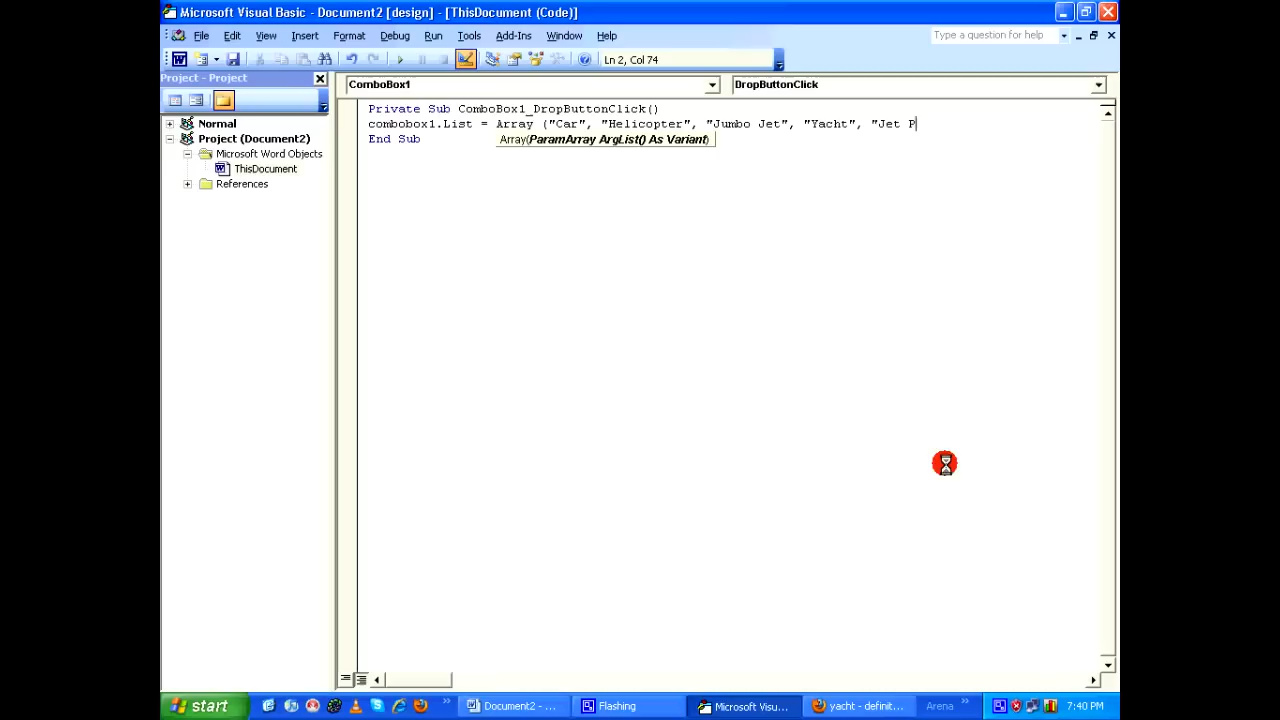 Microsoft Visual Basic - Document2 [design] - [ThisDocument (Code)]
File Edit View Insert Format Debug Run Tools Add-Ins Window Help
Type a question for help
Ln 2, Col 74
Project - Project
ComboBox1
DropButtonClick
Private Sub ComboBox1_DropButtonClick()
combobox1.List = Array ("Car", "Helicopter", "Jumbo Jet", "Yacht", "Jet P
Array(ParamArray ArgList() As Variant)
End Sub
Normal
Project (Document2)
Microsoft Word Objects
ThisDocument
References
start
Document2 - ...
Flashing
Microsoft Visu...
yacht - definit...
Arena
7:40 PM